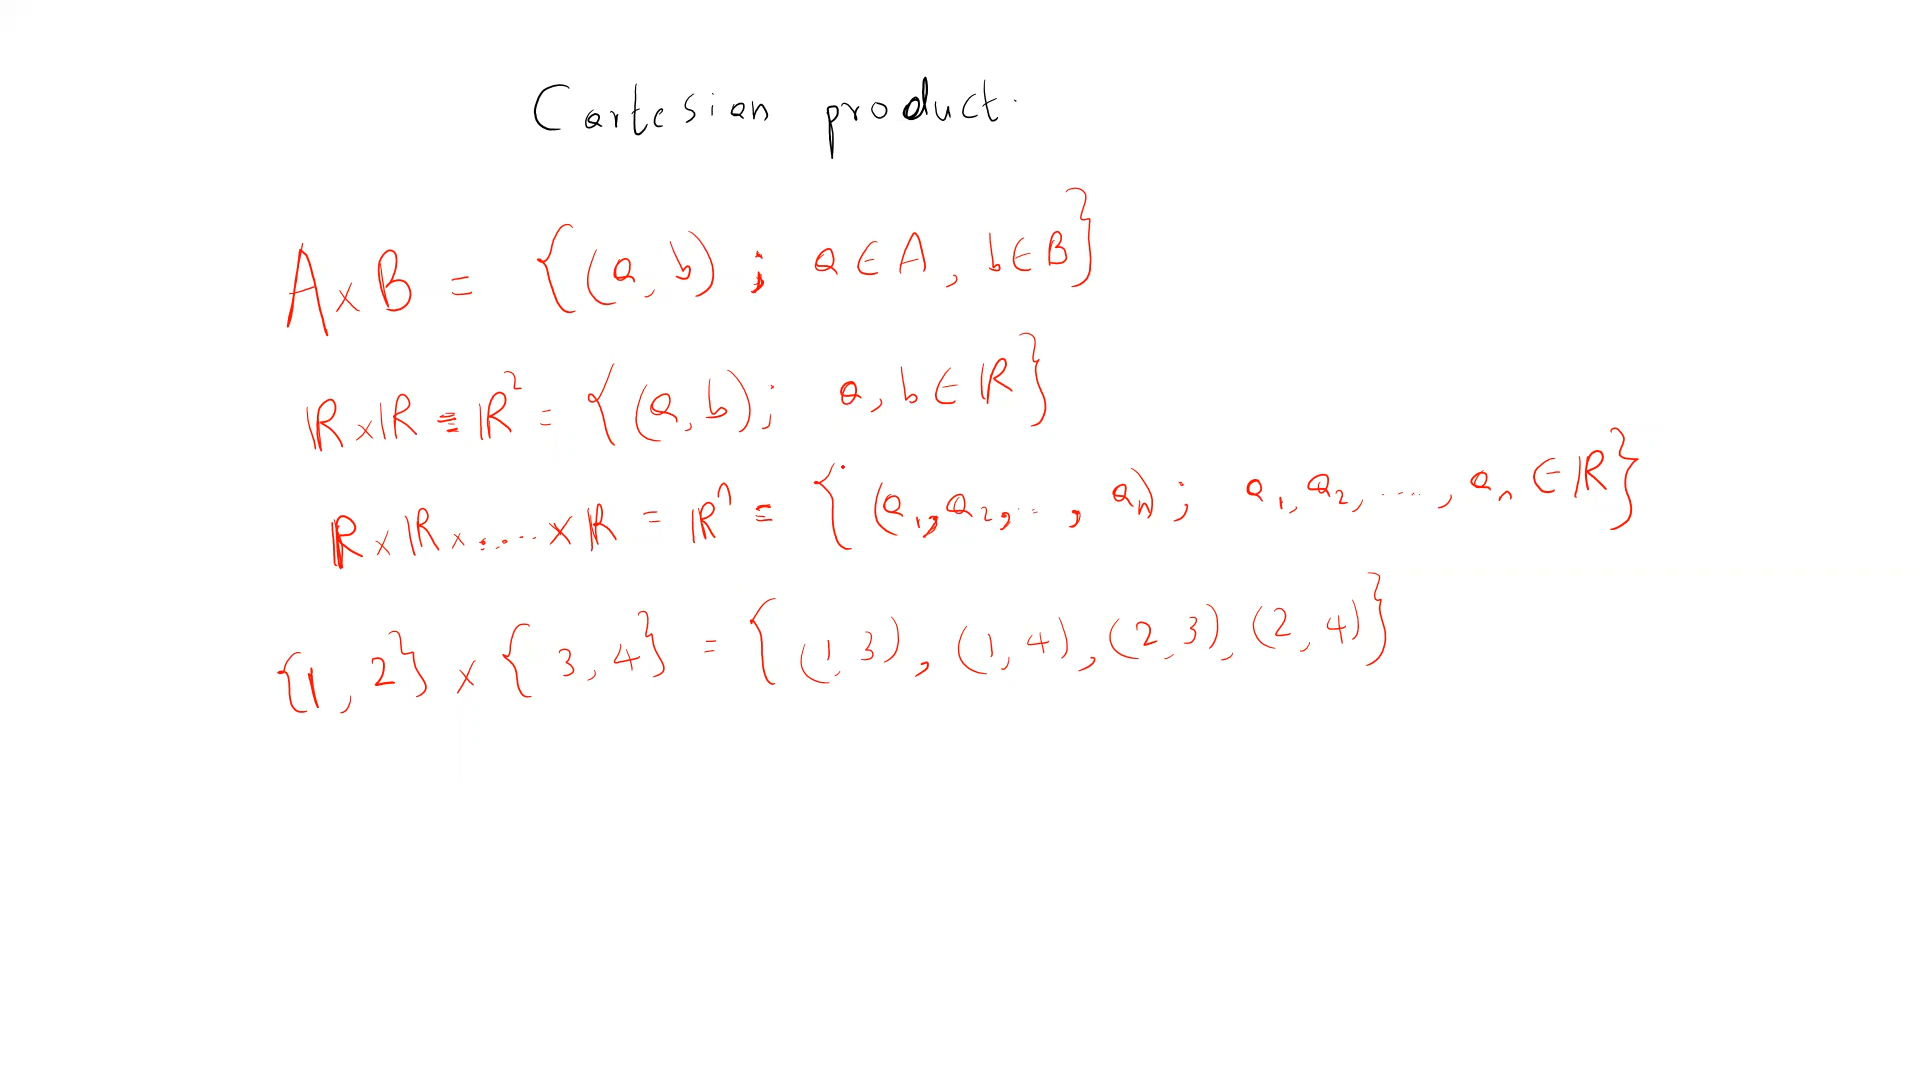 Cartesian product.
A × B = {(a, b) ; a ∈ A, b ∈ B}
ℝ × ℝ = ℝ² = {(a, b) ; a, b ∈ ℝ}
ℝ × ℝ × ..... × ℝ = ℝⁿ = {(a₁, a₂, .. , aₙ) ; a₁, a₂, ...., aₙ ∈ ℝ}
{1, 2} × {3, 4} = {(1, 3), (1, 4), (2, 3), (2, 4)}